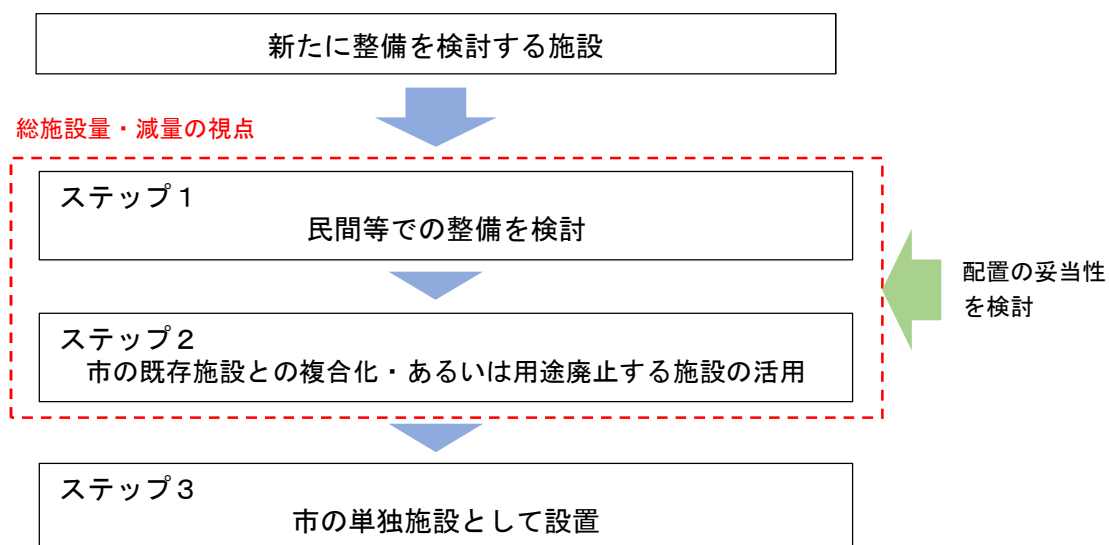 新たに整備を検討する施設
総施設量・減量の視点
ステップ１
民間等での整備を検討
ステップ２
市の既存施設との複合化・あるいは用途廃止する施設の活用
配置の妥当性
を検討
ステップ３
市の単独施設として設置